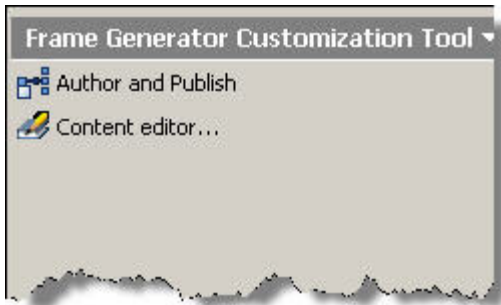 Frame Generator Customization Tool
Author and Publish
Content editor...